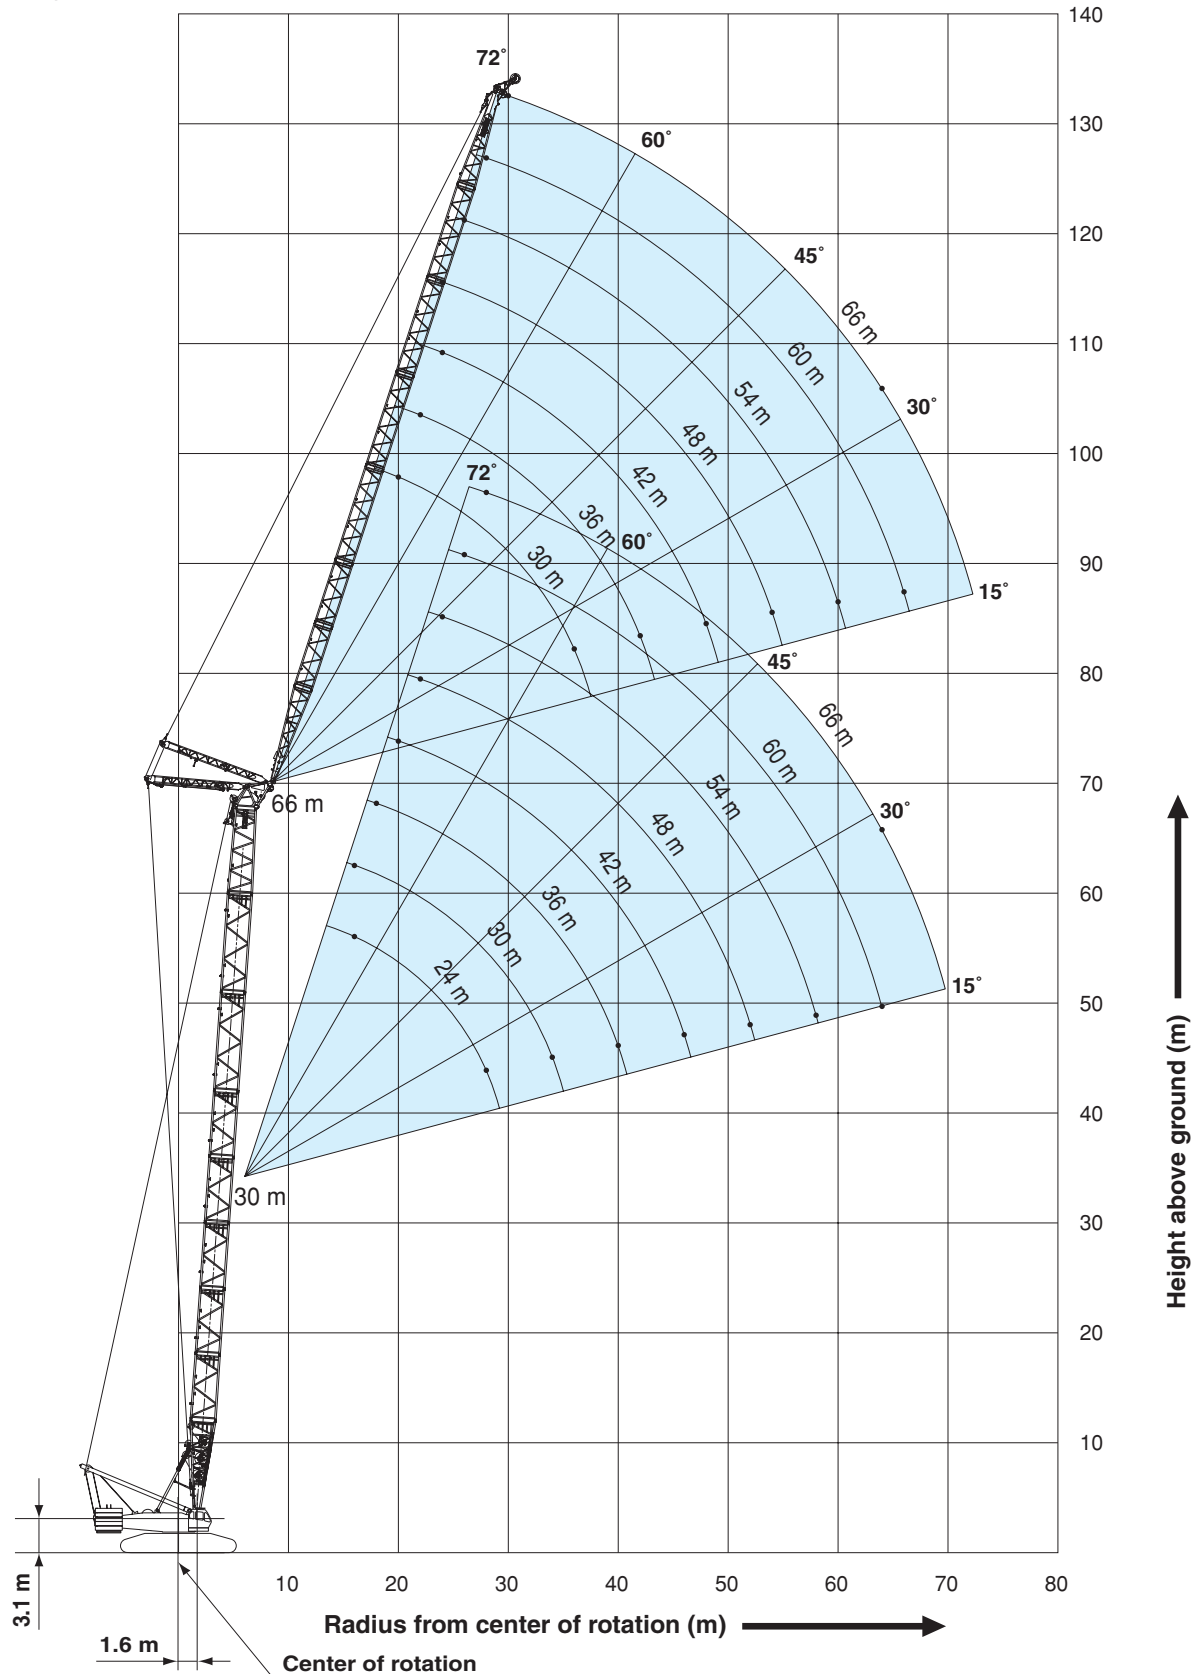 140
72°
130
60°
120
45°
66 m
110
60 m
54 m
30°
48 m
100
72°
42 m
36 m
60°
30 m
90
15°
45°
80
66 m
60 m
70
66 m
54 m
30°
48 m
42 m
60
36 m
30 m
24 m
15°
50
40
30 m
30
20
10
Height above ground (m)
3.1 m
10 20 30 40 50 60 70 80
Radius from center of rotation (m)
1.6 m
Center of rotation